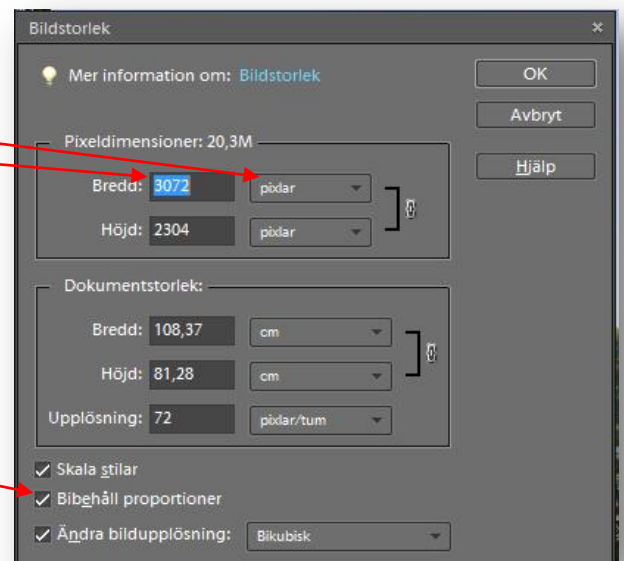 Bildstorlek
Mer information om: Bildstorlek
OK
Avbryt
Hjälp
Pixeldimensioner: 20,3M
Bredd: 3072 pixlar
Höjd: 2304 pixlar
Dokumentstorlek:
Bredd: 108,37 cm
Höjd: 81,28 cm
Upplösning: 72 pixlar/tum
Skala stilar
Bibehåll proportioner
Ändra bildupplösning: Bikubisk